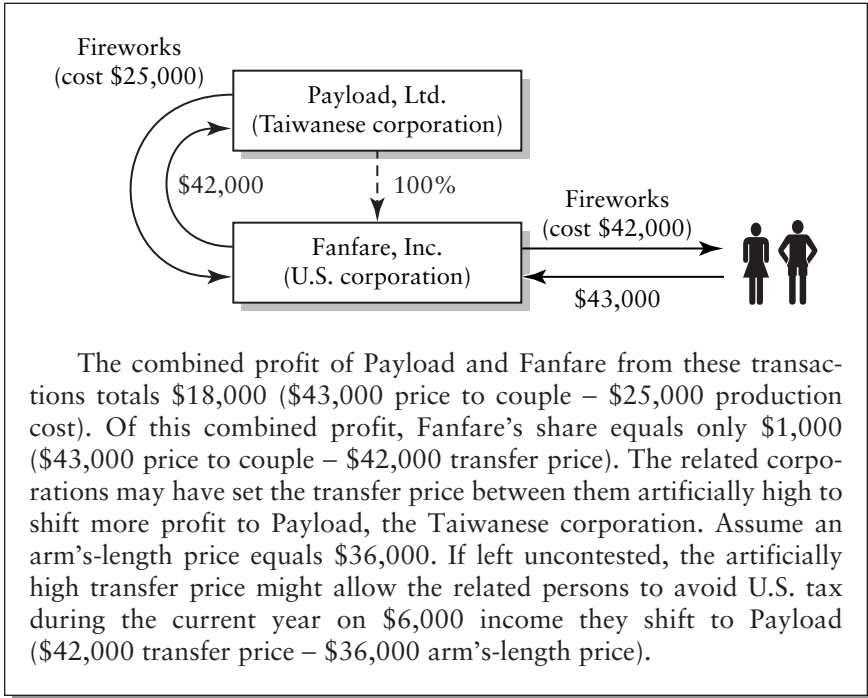 Fireworks
(cost $25,000)
Payload, Ltd.
(Taiwanese corporation)
$42,000
100%
Fireworks
(cost $42,000)
Fanfare, Inc.
(U.S. corporation)
$43,000
The combined profit of Payload and Fanfare from these transac-
tions totals $18,000 ($43,000 price to couple – $25,000 production
cost). Of this combined profit, Fanfare’s share equals only $1,000
($43,000 price to couple – $42,000 transfer price). The related corpo-
rations may have set the transfer price between them artificially high to
shift more profit to Payload, the Taiwanese corporation. Assume an
arm’s-length price equals $36,000. If left uncontested, the artificially
high transfer price might allow the related persons to avoid U.S. tax
during the current year on $6,000 income they shift to Payload
($42,000 transfer price – $36,000 arm’s-length price).